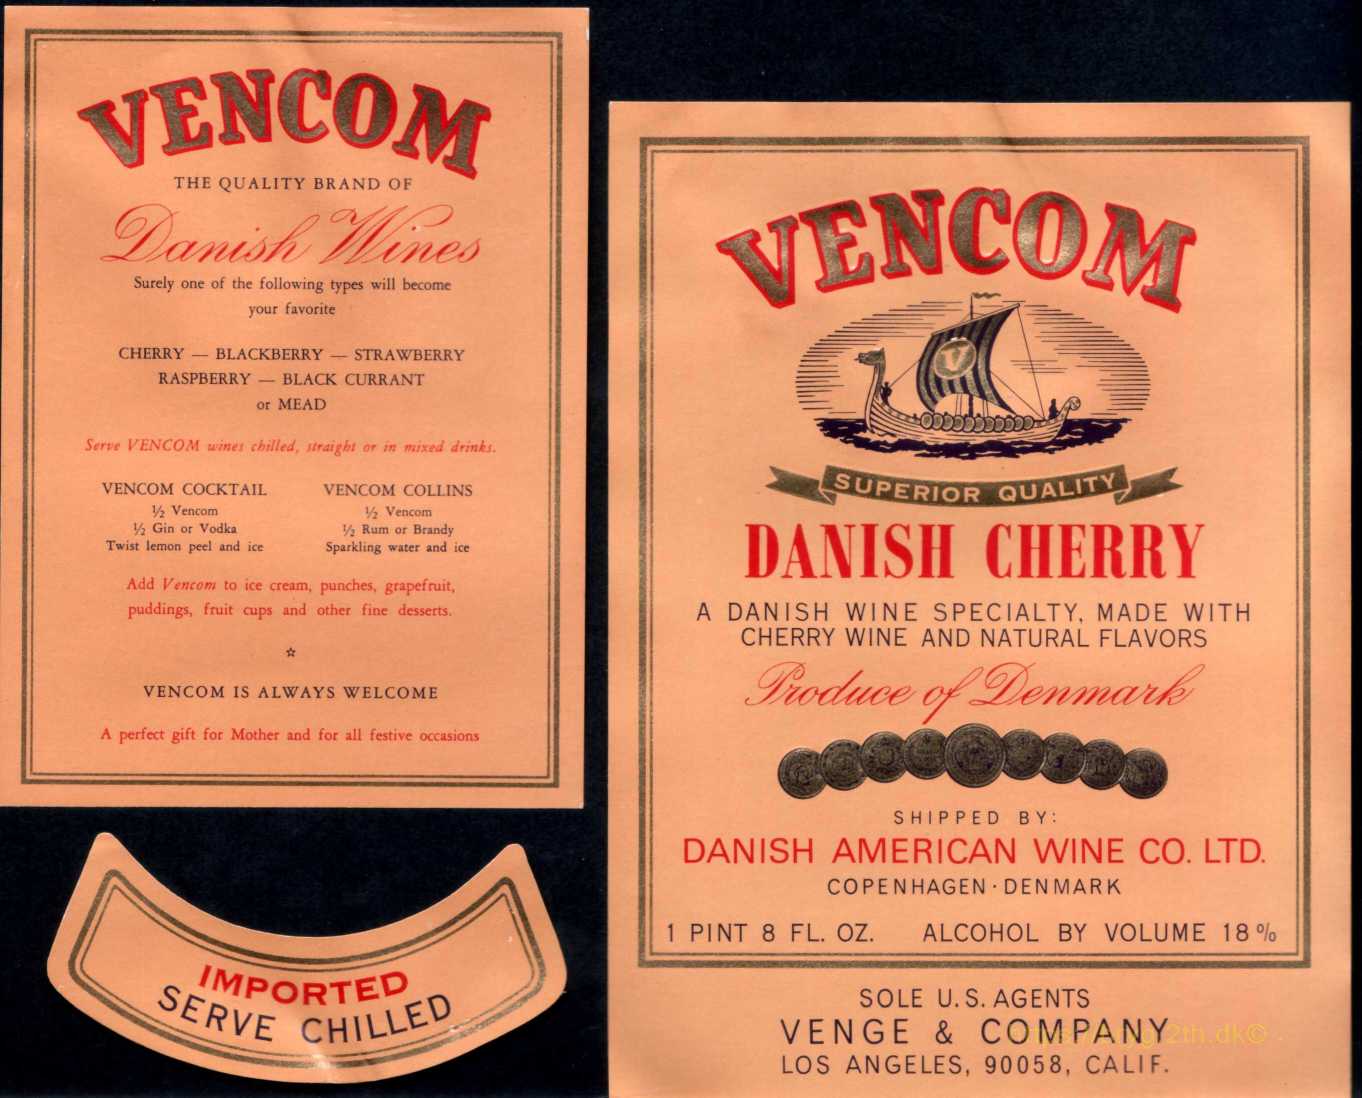 VENCOM
THE QUALITY BRAND OF
Danish Wines
Surely one of the following types will become
your favorite
CHERRY — BLACKBERRY — STRAWBERRY
RASPBERRY — BLACK CURRANT
or MEAD
Serve VENCOM wines chilled, straight or in mixed drinks.
VENCOM COCKTAIL
½ Vencom
½ Gin or Vodka
Twist lemon peel and ice
VENCOM COLLINS
½ Vencom
½ Rum or Brandy
Sparkling water and ice
Add Vencom to ice cream, punches, grapefruit,
puddings, fruit cups and other fine desserts.
VENCOM IS ALWAYS WELCOME
A perfect gift for Mother and for all festive occasions
IMPORTED
SERVE CHILLED
VENCOM
V
SUPERIOR QUALITY
DANISH CHERRY
A DANISH WINE SPECIALTY, MADE WITH
CHERRY WINE AND NATURAL FLAVORS
Produce of Denmark
SHIPPED BY:
DANISH AMERICAN WINE CO. LTD.
COPENHAGEN · DENMARK
1 PINT 8 FL. OZ. ALCOHOL BY VOLUME 18%
SOLE U.S. AGENTS
VENGE & COMPANY
LOS ANGELES, 90058, CALIF.